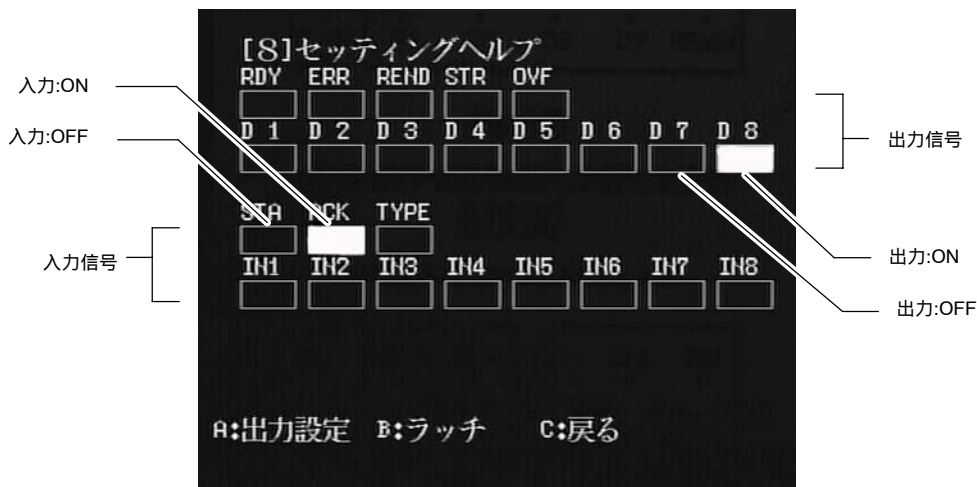 [8]セッティングヘルプ
RDY ERR REND STR OVF
D 1 D 2 D 3 D 4 D 5 D 6 D 7 D 8
STA ACK TYPE
IN1 IN2 IN3 IN4 IN5 IN6 IN7 IN8
A:出力設定 B:ラッチ C:戻る
入力:ON
入力:OFF
入力信号
出力信号
出力:ON
出力:OFF